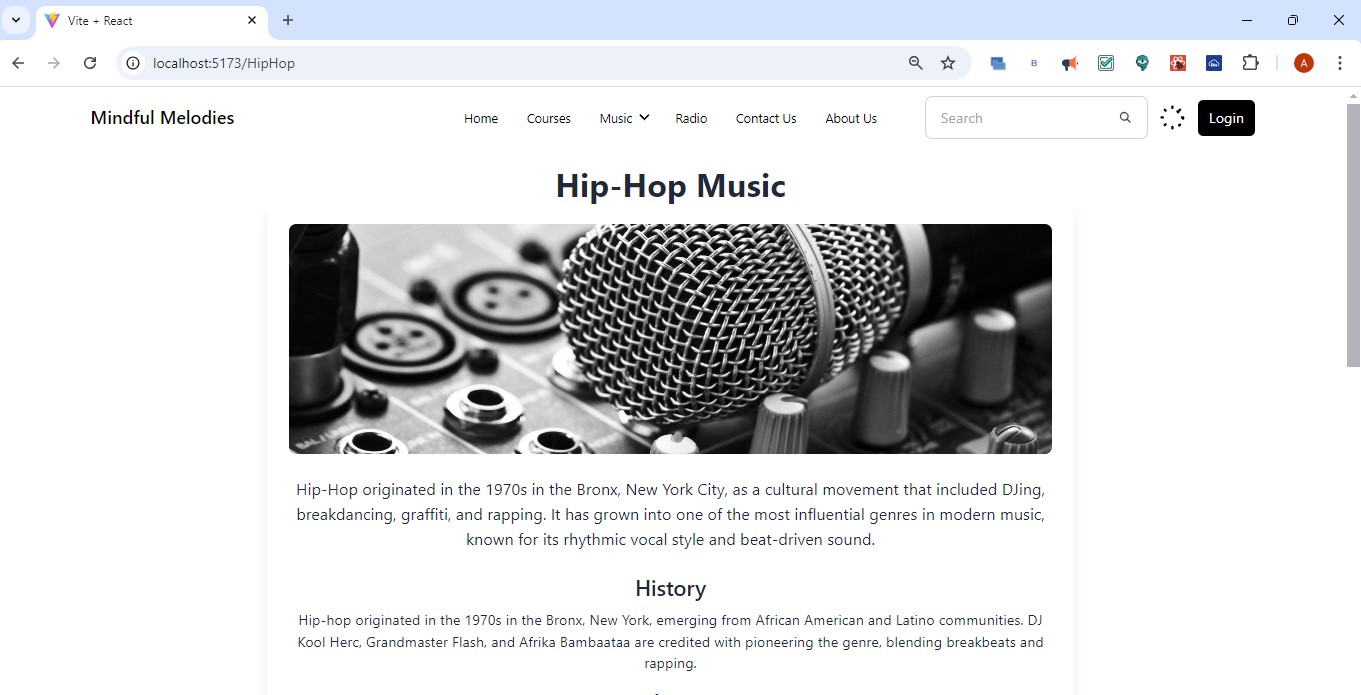 Vite + React
localhost:5173/HipHop
B
A
Mindful Melodies
Home
Courses
Music
Radio
Contact Us
About Us
Search
Login
Hip-Hop Music
BAL/
Hip-Hop originated in the 1970s in the Bronx, New York City, as a cultural movement that included DJing,
breakdancing, graffiti, and rapping. It has grown into one of the most influential genres in modern music,
known for its rhythmic vocal style and beat-driven sound.
History
Hip-hop originated in the 1970s in the Bronx, New York, emerging from African American and Latino communities. DJ
Kool Herc, Grandmaster Flash, and Afrika Bambaataa are credited with pioneering the genre, blending breakbeats and
rapping.